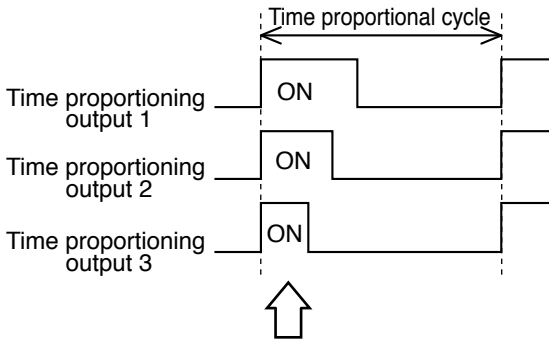 Time proportional cycle
ON
Time proportioning
output 1
ON
Time proportioning
output 2
ON
Time proportioning
output 3